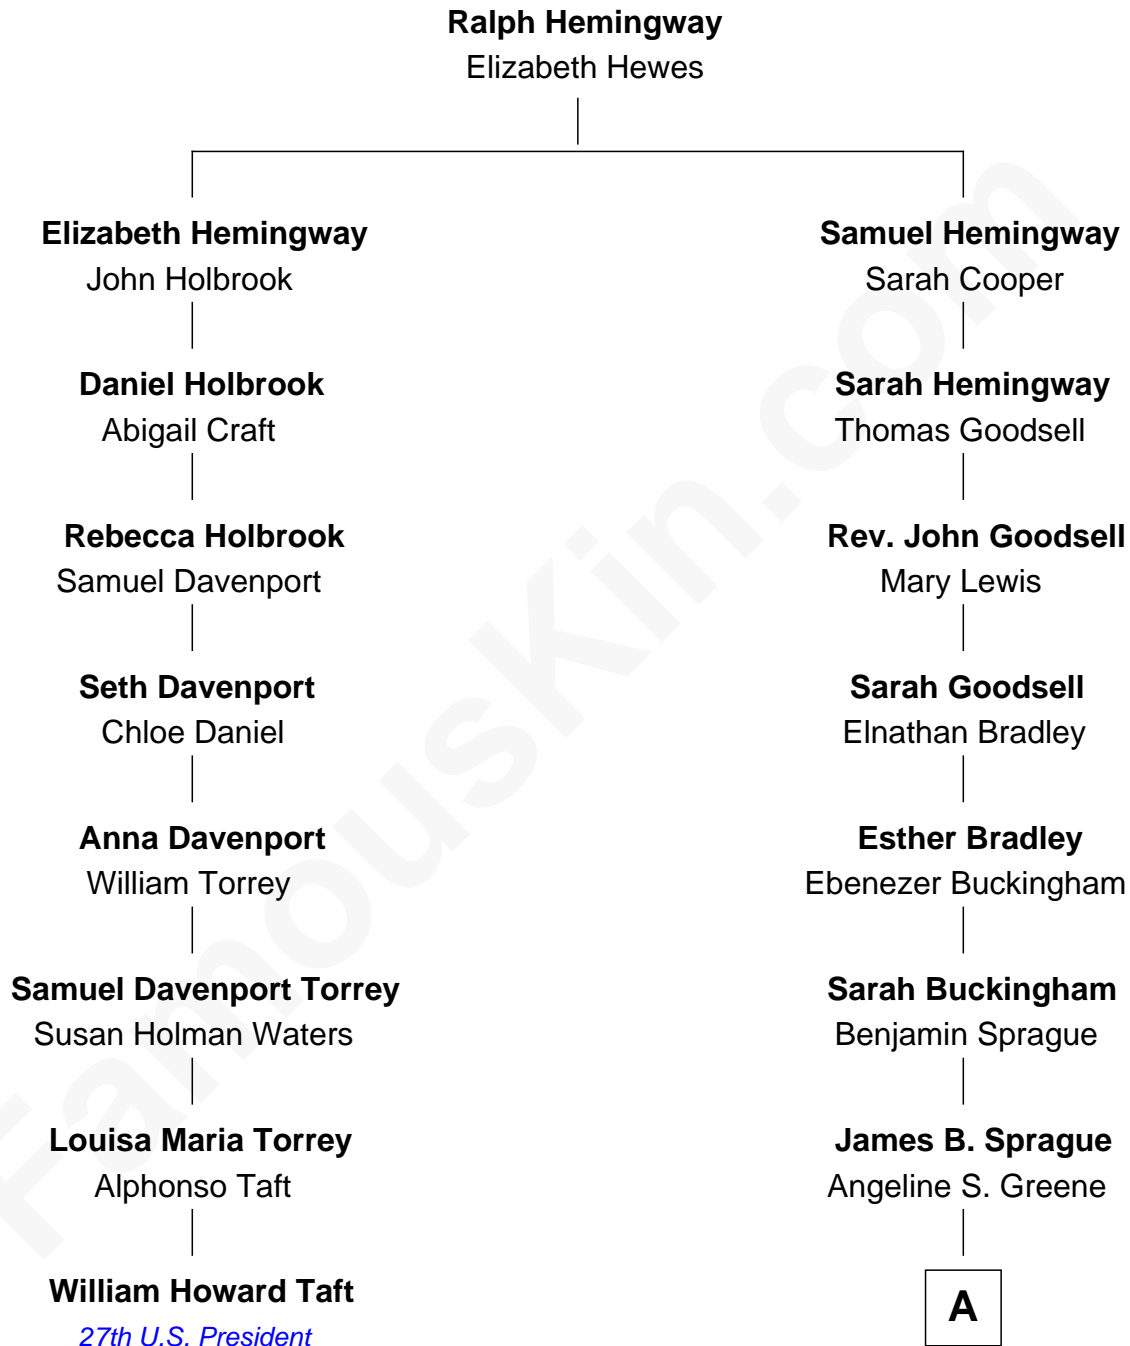 Ralph Hemingway
Elizabeth Hewes
Elizabeth Hemingway
John Holbrook
Daniel Holbrook
Abigail Craft
Rebecca Holbrook
Samuel Davenport
Seth Davenport
Chloe Daniel
Anna Davenport
William Torrey
Samuel Davenport Torrey
Susan Holman Waters
Louisa Maria Torrey
Alphonso Taft
William Howard Taft
27th U.S. President
Samuel Hemingway
Sarah Cooper
Sarah Hemingway
Thomas Goodsell
Rev. John Goodsell
Mary Lewis
Sarah Goodsell
Elnathan Bradley
Esther Bradley
Ebenezer Buckingham
Sarah Buckingham
Benjamin Sprague
James B. Sprague
Angeline S. Greene
A
FamousKin.com